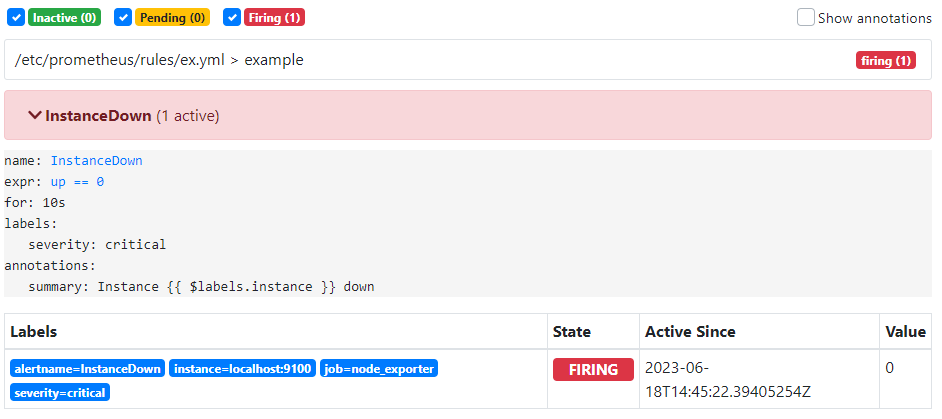 Inactive (0) Pending (0) Firing (1) Show annotations
/etc/prometheus/rules/ex.yml > example firing (1)
InstanceDown (1 active)
name: InstanceDown
expr: up == 0
for: 10s
labels:
severity: critical
annotations:
summary: Instance {{ $labels.instance }} down
Labels State Active Since Value
alertname=InstanceDown instance=localhost:9100 job=node_exporter FIRING 2023-06- 0
severity=critical 18T14:45:22.39405254Z